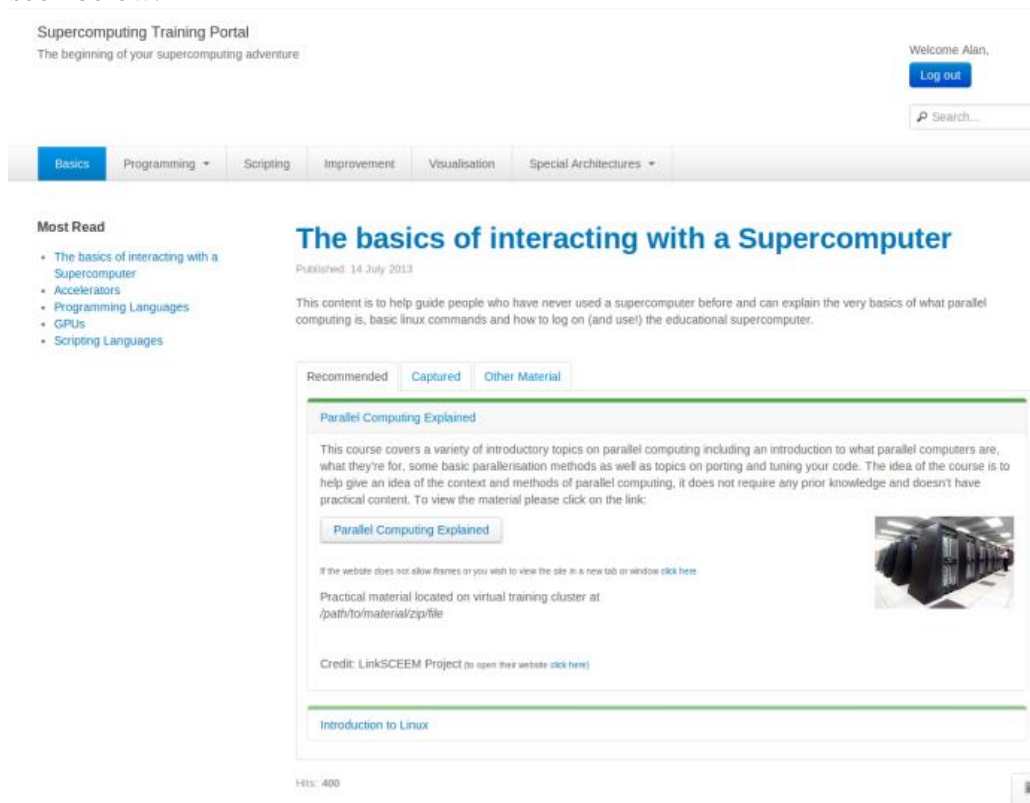 Supercomputing Training Portal
The beginning of your supercomputing adventure
Welcome Alan,
Log out
Search...
Basics Programming Scripting Improvement Visualisation Special Architectures
Most Read
The basics of interacting with a
Supercomputer
Accelerators
Programming Languages
GPUs
Scripting Languages
The basics of interacting with a Supercomputer
Published: 14 July 2013
This content is to help guide people who have never used a supercomputer before and can explain the very basics of what parallel
computing is, basic linux commands and how to log on (and use!) the educational supercomputer.
Recommended Captured Other Material
Parallel Computing Explained
This course covers a variety of introductory topics on parallel computing including an introduction to what parallel computers are,
what they're for, some basic parallerisation methods as well as topics on porting and tuning your code. The idea of the course is to
help give an idea of the context and methods of parallel computing, it does not require any prior knowledge and doesn't have
practical content. To view the material please click on the link:
Parallel Computing Explained
If the website does not allow iframes or you wish to view the site in a new tab or window click here
Practical material located on virtual training cluster at
/path/to/material/zip/file
Credit: LinkSCEEM Project (to open their website click here)
Introduction to Linux
Hits: 400